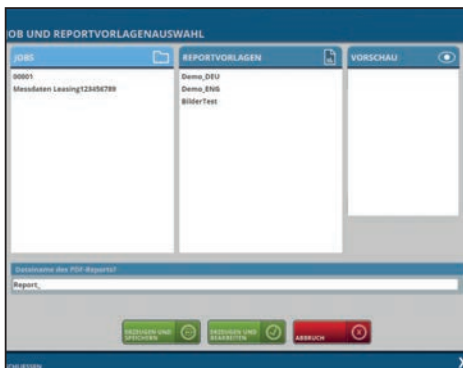 OB UND REPORTVORLAGENAUSWAHL
JOBS
REPORTVORLAGEN
VORSCHAU
00001
Messdaten Leasing123456789
Demo_DEU
Demo_ENG
BilderTest
Dateiname des PDF-Reports?
Report_
ERZEUGEN UND
SPEICHERN
ERZEUGEN UND
BEARBEITEN
ABBRUCH
CHLIESSEN